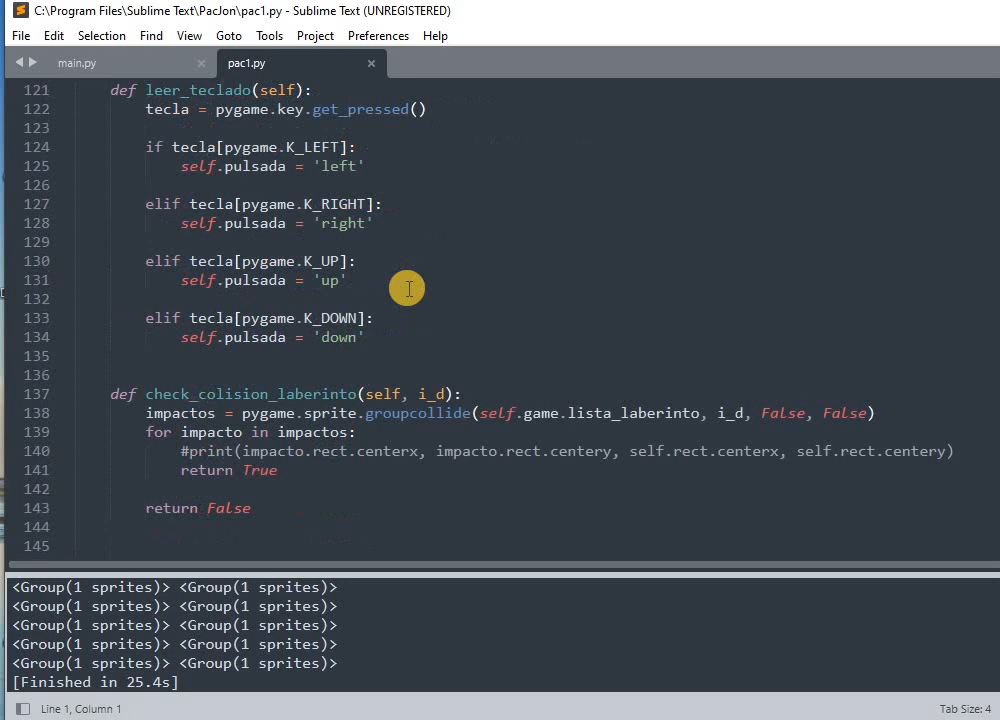 C:\Program Files\Sublime Text\PacJon\pac1.py - Sublime Text (UNREGISTERED)
File Edit Selection Find View Goto Tools Project Preferences Help
main.py × pac1.py ×
121 def leer_teclado(self):
122 tecla = pygame.key.get_pressed()
123
124 if tecla[pygame.K_LEFT]:
125 self.pulsada = 'left'
126
127 elif tecla[pygame.K_RIGHT]:
128 self.pulsada = 'right'
129
130 elif tecla[pygame.K_UP]:
131 self.pulsada = 'up'
132
133 elif tecla[pygame.K_DOWN]:
134 self.pulsada = 'down'
135
136
137 def check_colision_laberinto(self, i_d):
138 impactos = pygame.sprite.groupcollide(self.game.lista_laberinto, i_d, False, False)
139 for impacto in impactos:
140 #print(impacto.rect.centerx, impacto.rect.centery, self.rect.centerx, self.rect.centery)
141 return True
142
143 return False
144
145
<Group(1 sprites)> <Group(1 sprites)>
<Group(1 sprites)> <Group(1 sprites)>
<Group(1 sprites)> <Group(1 sprites)>
<Group(1 sprites)> <Group(1 sprites)>
<Group(1 sprites)> <Group(1 sprites)>
[Finished in 25.4s]
Line 1, Column 1 Tab Size: 4